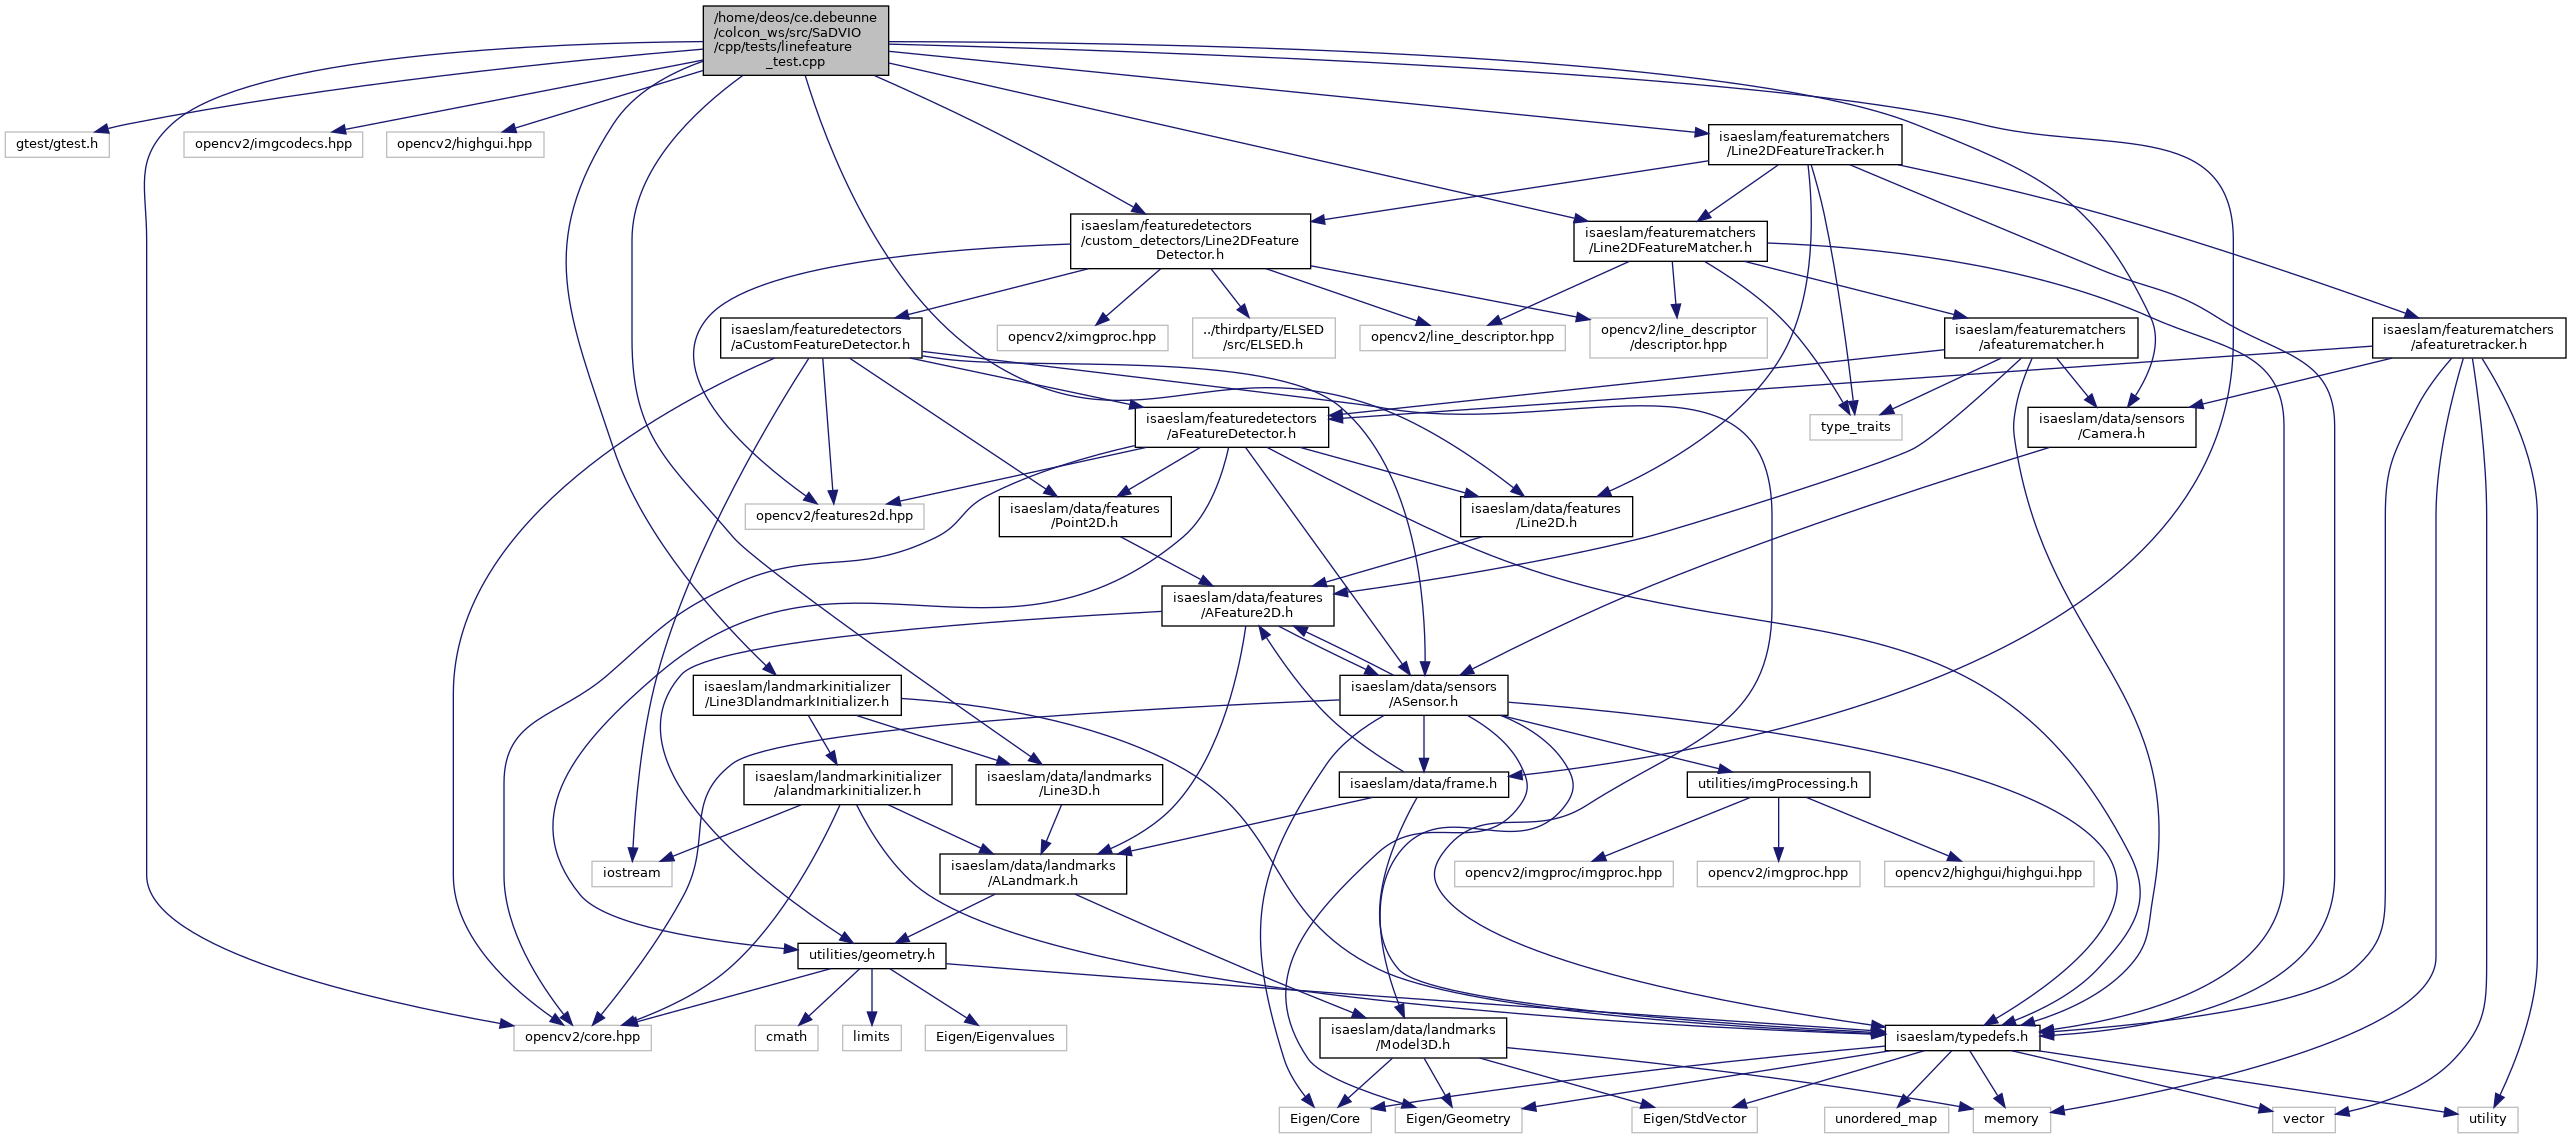 /home/deos/ce.debeunne
/colcon_ws/src/SaDVIO
/cpp/tests/linefeature
_test.cpp
gtest/gtest.h
opencv2/imgcodecs.hpp
opencv2/highgui.hpp
isaeslam/featurematchers
/Line2DFeatureTracker.h
isaeslam/featuredetectors
/custom_detectors/Line2DFeature
Detector.h
isaeslam/featurematchers
/Line2DFeatureMatcher.h
isaeslam/featuredetectors
/aCustomFeatureDetector.h
opencv2/ximgproc.hpp
../thirdparty/ELSED
/src/ELSED.h
opencv2/line_descriptor.hpp
opencv2/line_descriptor
/descriptor.hpp
isaeslam/featurematchers
/afeaturematcher.h
isaeslam/featurematchers
/afeaturetracker.h
isaeslam/featuredetectors
/aFeatureDetector.h
type_traits
isaeslam/data/sensors
/Camera.h
opencv2/features2d.hpp
isaeslam/data/features
/Point2D.h
isaeslam/data/features
/Line2D.h
isaeslam/data/features
/AFeature2D.h
isaeslam/landmarkinitializer
/Line3DlandmarkInitializer.h
isaeslam/data/sensors
/ASensor.h
isaeslam/landmarkinitializer
/alandmarkinitializer.h
isaeslam/data/landmarks
/Line3D.h
isaeslam/data/frame.h
utilities/imgProcessing.h
iostream
isaeslam/data/landmarks
/ALandmark.h
opencv2/imgproc/imgproc.hpp
opencv2/imgproc.hpp
opencv2/highgui/highgui.hpp
utilities/geometry.h
opencv2/core.hpp
cmath
limits
Eigen/Eigenvalues
isaeslam/data/landmarks
/Model3D.h
isaeslam/typedefs.h
Eigen/Core
Eigen/Geometry
Eigen/StdVector
unordered_map
memory
vector
utility